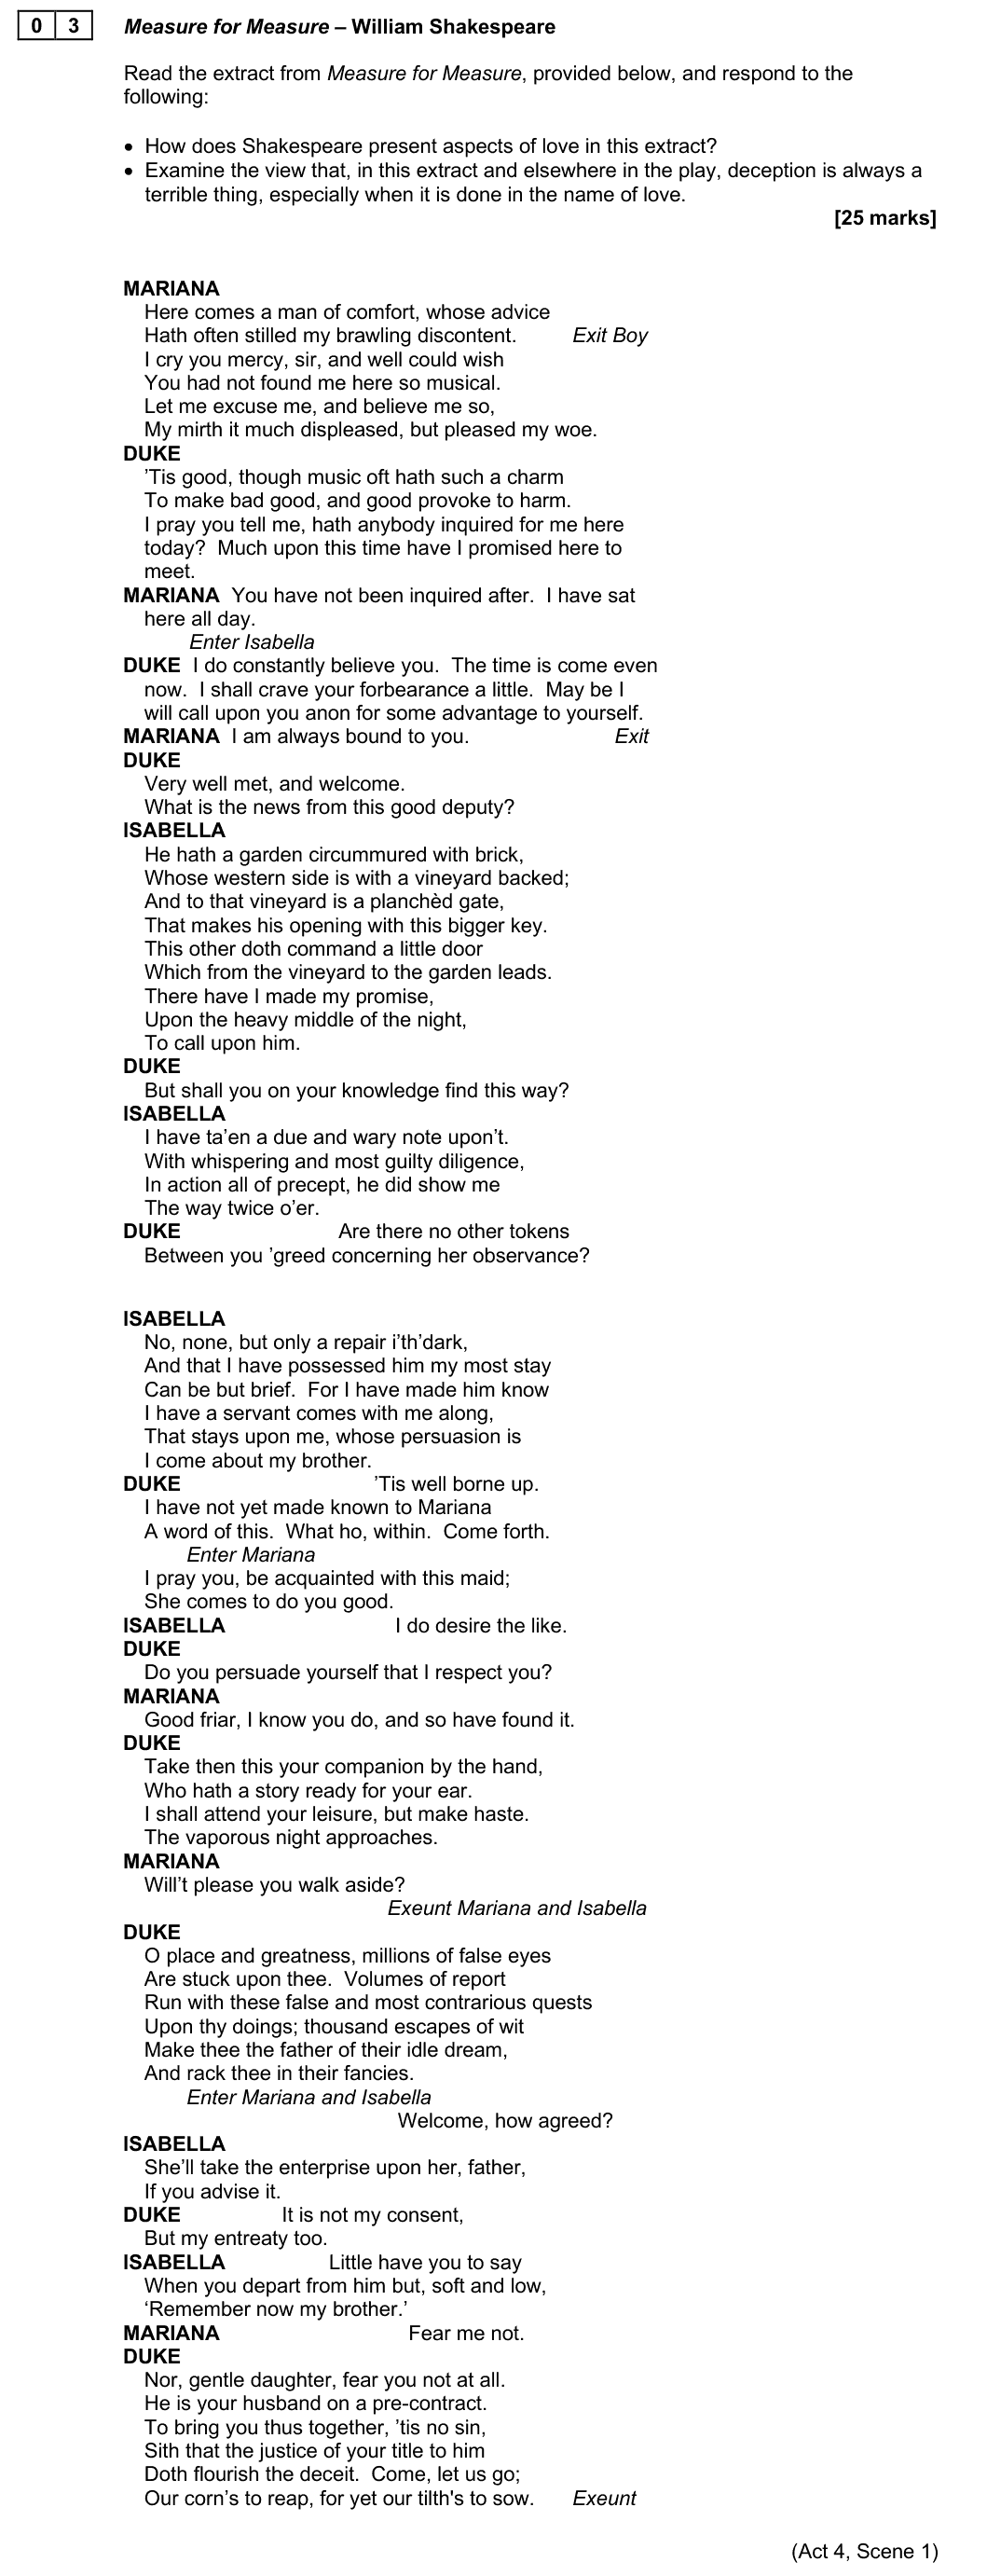 0 3 Measure for Measure – William Shakespeare
Read the extract from Measure for Measure, provided below, and respond to the
following:
• How does Shakespeare present aspects of love in this extract?
• Examine the view that, in this extract and elsewhere in the play, deception is always a
terrible thing, especially when it is done in the name of love.
[25 marks]
MARIANA
Here comes a man of comfort, whose advice
Hath often stilled my brawling discontent. Exit Boy
I cry you mercy, sir, and well could wish
You had not found me here so musical.
Let me excuse me, and believe me so,
My mirth it much displeased, but pleased my woe.
DUKE
’Tis good, though music oft hath such a charm
To make bad good, and good provoke to harm.
I pray you tell me, hath anybody inquired for me here
today? Much upon this time have I promised here to
meet.
MARIANA You have not been inquired after. I have sat
here all day.
Enter Isabella
DUKE I do constantly believe you. The time is come even
now. I shall crave your forbearance a little. May be I
will call upon you anon for some advantage to yourself.
MARIANA I am always bound to you. Exit
DUKE
Very well met, and welcome.
What is the news from this good deputy?
ISABELLA
He hath a garden circummured with brick,
Whose western side is with a vineyard backed;
And to that vineyard is a planchèd gate,
That makes his opening with this bigger key.
This other doth command a little door
Which from the vineyard to the garden leads.
There have I made my promise,
Upon the heavy middle of the night,
To call upon him.
DUKE
But shall you on your knowledge find this way?
ISABELLA
I have ta’en a due and wary note upon’t.
With whispering and most guilty diligence,
In action all of precept, he did show me
The way twice o’er.
DUKE Are there no other tokens
Between you ’greed concerning her observance?
ISABELLA
No, none, but only a repair i’th’dark,
And that I have possessed him my most stay
Can be but brief. For I have made him know
I have a servant comes with me along,
That stays upon me, whose persuasion is
I come about my brother.
DUKE ’Tis well borne up.
I have not yet made known to Mariana
A word of this. What ho, within. Come forth.
Enter Mariana
I pray you, be acquainted with this maid;
She comes to do you good.
ISABELLA I do desire the like.
DUKE
Do you persuade yourself that I respect you?
MARIANA
Good friar, I know you do, and so have found it.
DUKE
Take then this your companion by the hand,
Who hath a story ready for your ear.
I shall attend your leisure, but make haste.
The vaporous night approaches.
MARIANA
Will’t please you walk aside?
Exeunt Mariana and Isabella
DUKE
O place and greatness, millions of false eyes
Are stuck upon thee. Volumes of report
Run with these false and most contrarious quests
Upon thy doings; thousand escapes of wit
Make thee the father of their idle dream,
And rack thee in their fancies.
Enter Mariana and Isabella
Welcome, how agreed?
ISABELLA
She’ll take the enterprise upon her, father,
If you advise it.
DUKE It is not my consent,
But my entreaty too.
ISABELLA Little have you to say
When you depart from him but, soft and low,
‘Remember now my brother.’
MARIANA Fear me not.
DUKE
Nor, gentle daughter, fear you not at all.
He is your husband on a pre-contract.
To bring you thus together, ’tis no sin,
Sith that the justice of your title to him
Doth flourish the deceit. Come, let us go;
Our corn’s to reap, for yet our tilth's to sow. Exeunt
(Act 4, Scene 1)